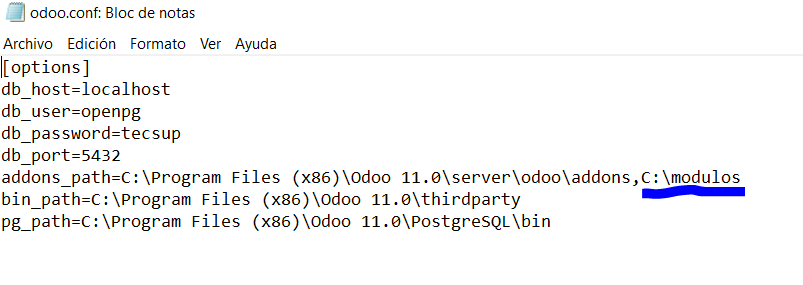 odoo.conf: Bloc de notas
Archivo Edición Formato Ver Ayuda
[options]
db_host=localhost
db_user=openpg
db_password=tecsup
db_port=5432
addons_path=C:\Program Files (x86)\Odoo 11.0\server\odoo\addons,C:\modulos
bin_path=C:\Program Files (x86)\Odoo 11.0\thirdparty
pg_path=C:\Program Files (x86)\Odoo 11.0\PostgreSQL\bin